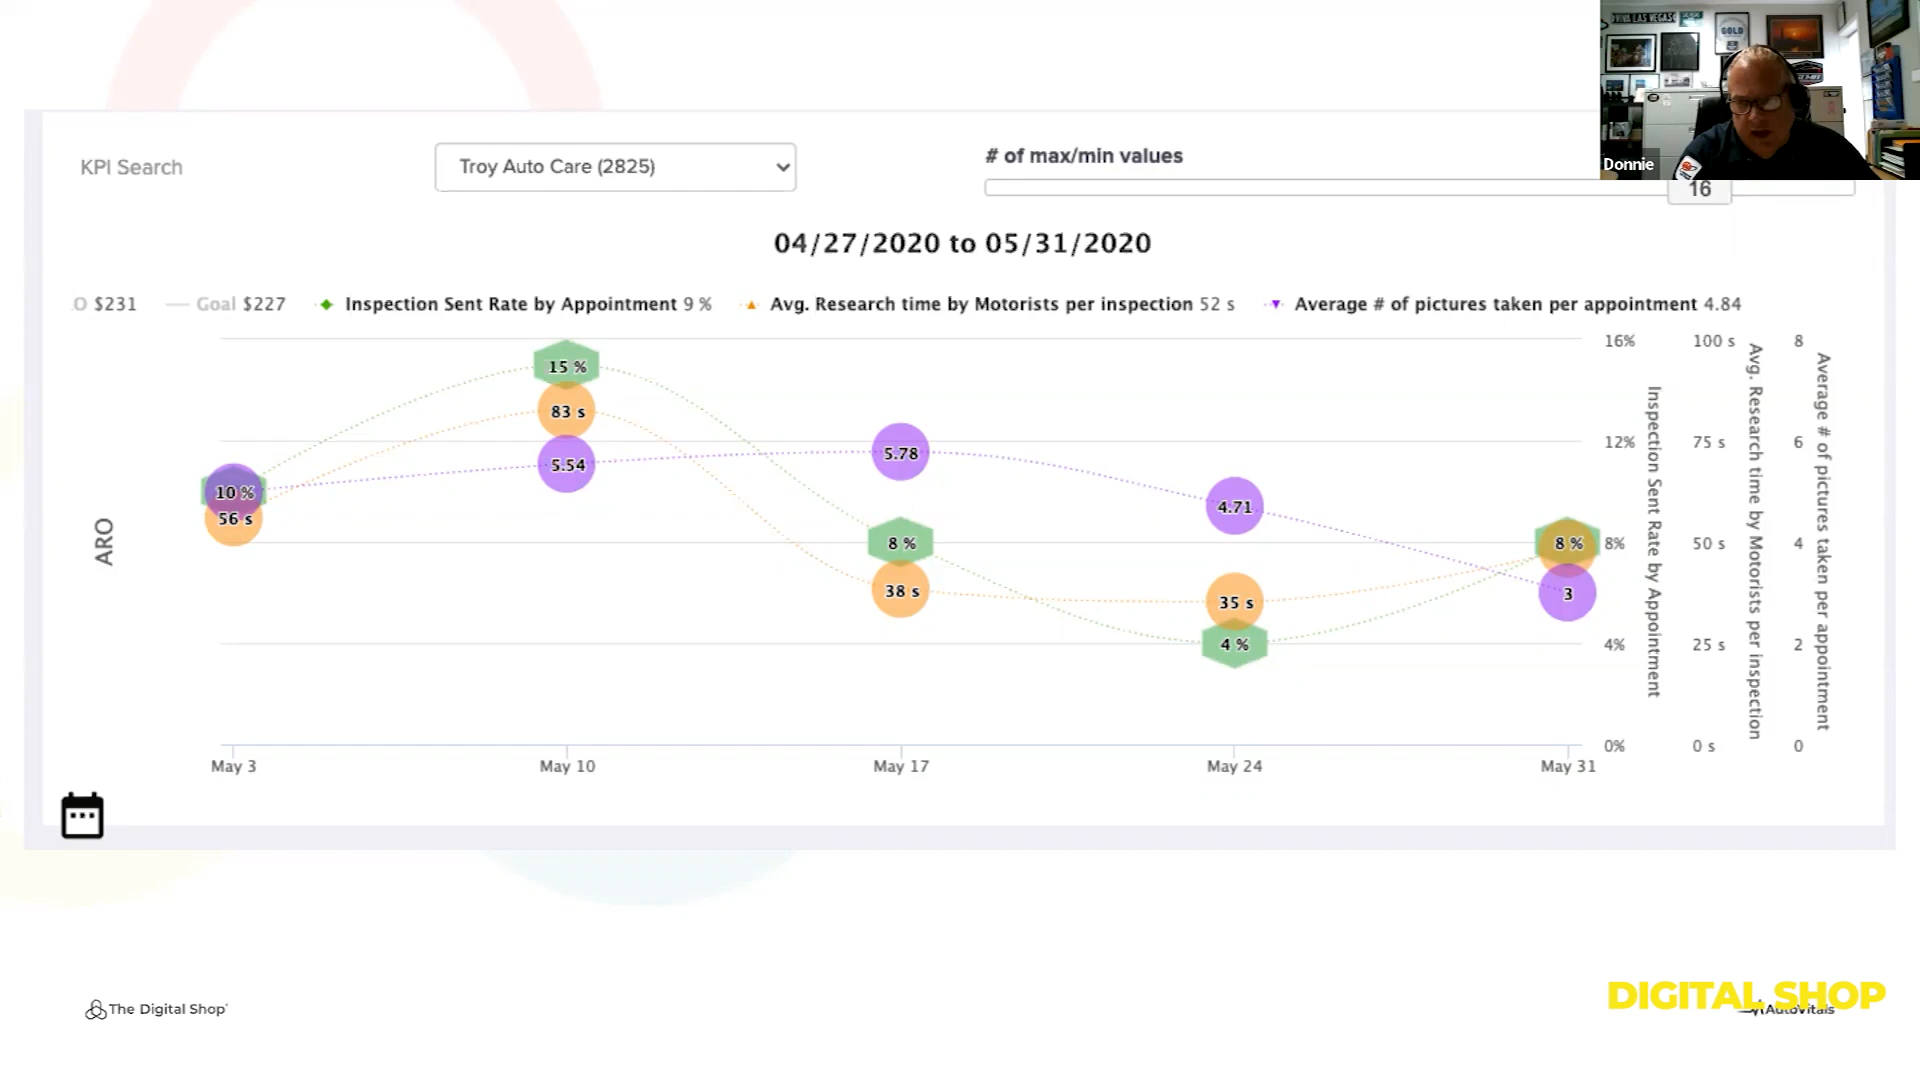 VIVA LAS VEGAS
GOLD
Donnie
KPI Search
Troy Auto Care (2825)
# of max/min values
16
04/27/2020 to 05/31/2020
O $231
Goal $227
Inspection Sent Rate by Appointment 9 %
Avg. Research time by Motorists per inspection 52 s
Average # of pictures taken per appointment 4.84
ARO
10 %
56 s
15 %
83 s
5.54
5.78
8 %
38 s
4.71
35 s
4 %
8 %
3
16%
12%
8%
4%
0%
Inspection Sent Rate by Appointment
100 s
75 s
50 s
25 s
0 s
Avg. Research time by Motorists per inspection
8
6
4
2
0
Average # of pictures taken per appointment
May 3
May 10
May 17
May 24
May 31
The Digital Shop
DIGITAL SHOP
AutoVitals